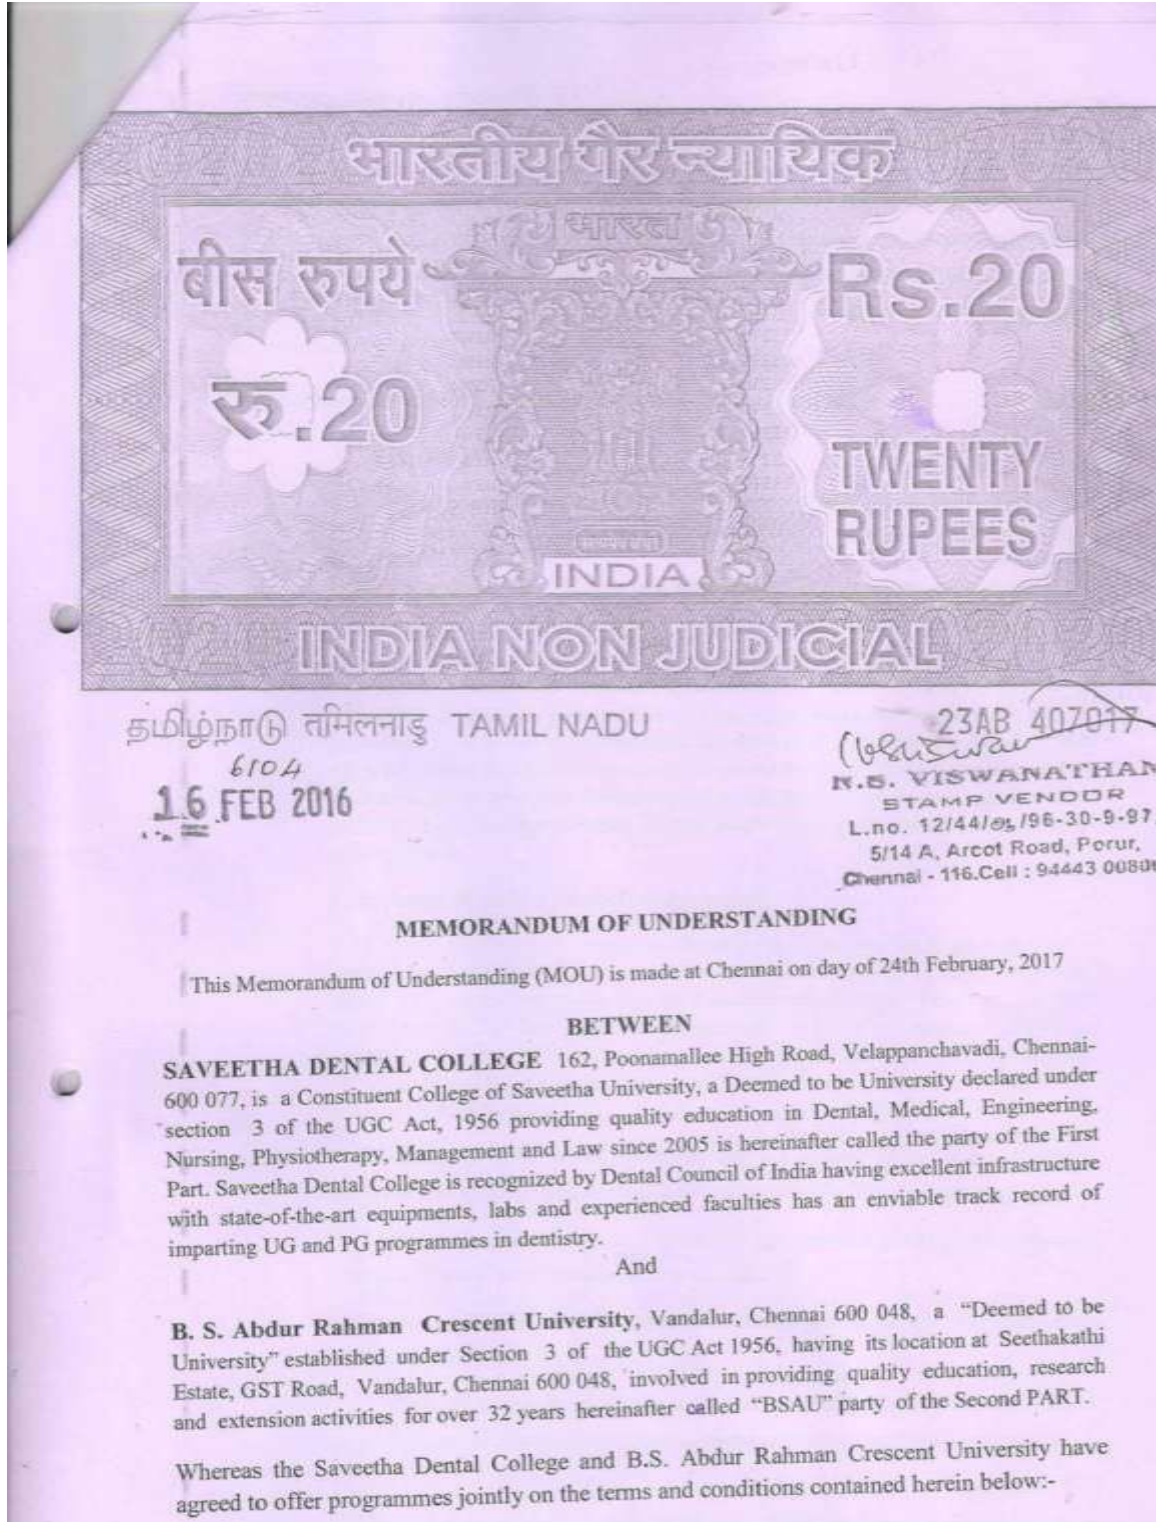 भारतीय गैर न्यायिक
भारत
बीस रुपये
Rs.20
रु.20
TWENTY
RUPEES
INDIA
INDIA NON JUDICIAL
தமிழ்நாடு तमिलनाडु TAMIL NADU
23AB 407017
6104
16 FEB 2016
VISWANATHAN
STAMP VENDOR
L.no. 12/44/ /96-30-9-97
5/14 A, Arcot Road, Porur,
Chennai - 116.Cell : 94443 0080
MEMORANDUM OF UNDERSTANDING
This Memorandum of Understanding (MOU) is made at Chennai on day of 24th February, 2017
BETWEEN
SAVEETHA DENTAL COLLEGE 162, Poonamallee High Road, Velappanchavadi, Chennai-
600 077, is a Constituent College of Saveetha University, a Deemed to be University declared under
section 3 of the UGC Act, 1956 providing quality education in Dental, Medical, Engineering,
Nursing, Physiotherapy, Management and Law since 2005 is hereinafter called the party of the First
Part. Saveetha Dental College is recognized by Dental Council of India having excellent infrastructure
with state-of-the-art equipments, labs and experienced faculties has an enviable track record of
imparting UG and PG programmes in dentistry.
And
B. S. Abdur Rahman Crescent University, Vandalur, Chennai 600 048, a “Deemed to be
University” established under Section 3 of the UGC Act 1956, having its location at Seethakathi
Estate, GST Road, Vandalur, Chennai 600 048, involved in providing quality education, research
and extension activities for over 32 years hereinafter called “BSAU” party of the Second PART.
Whereas the Saveetha Dental College and B.S. Abdur Rahman Crescent University have
agreed to offer programmes jointly on the terms and conditions contained herein below:-